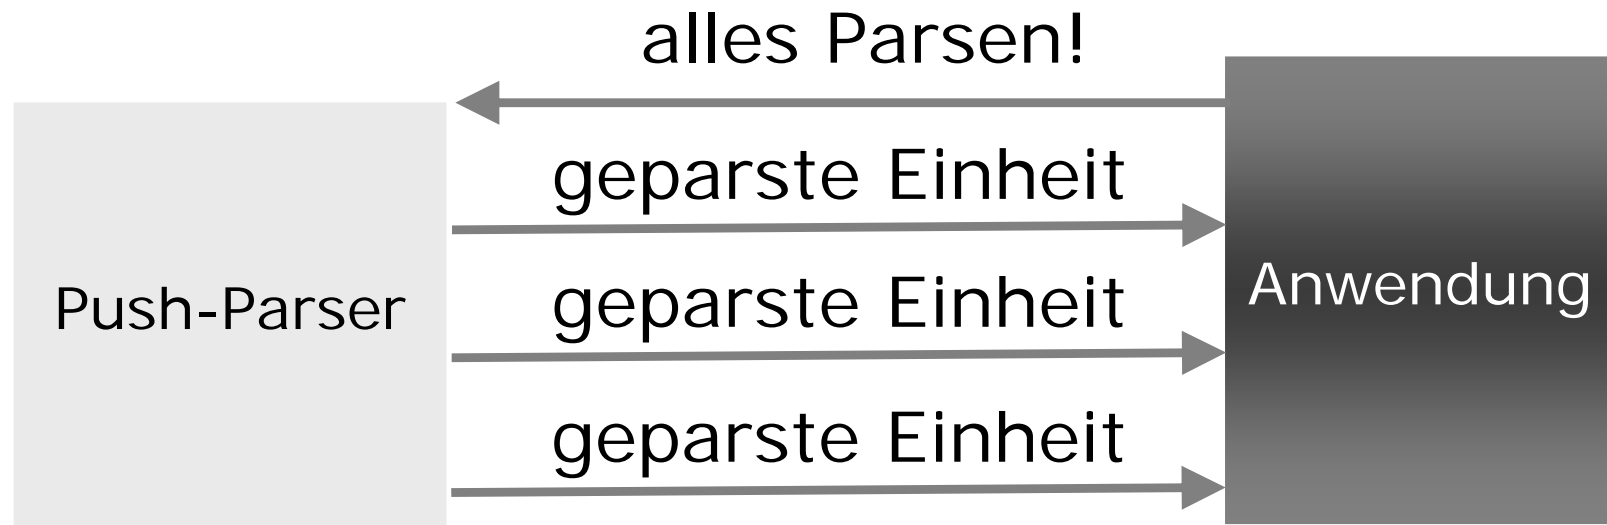 alles Parsen!
geparste Einheit
Push-Parser
geparste Einheit
Anwendung
geparste Einheit